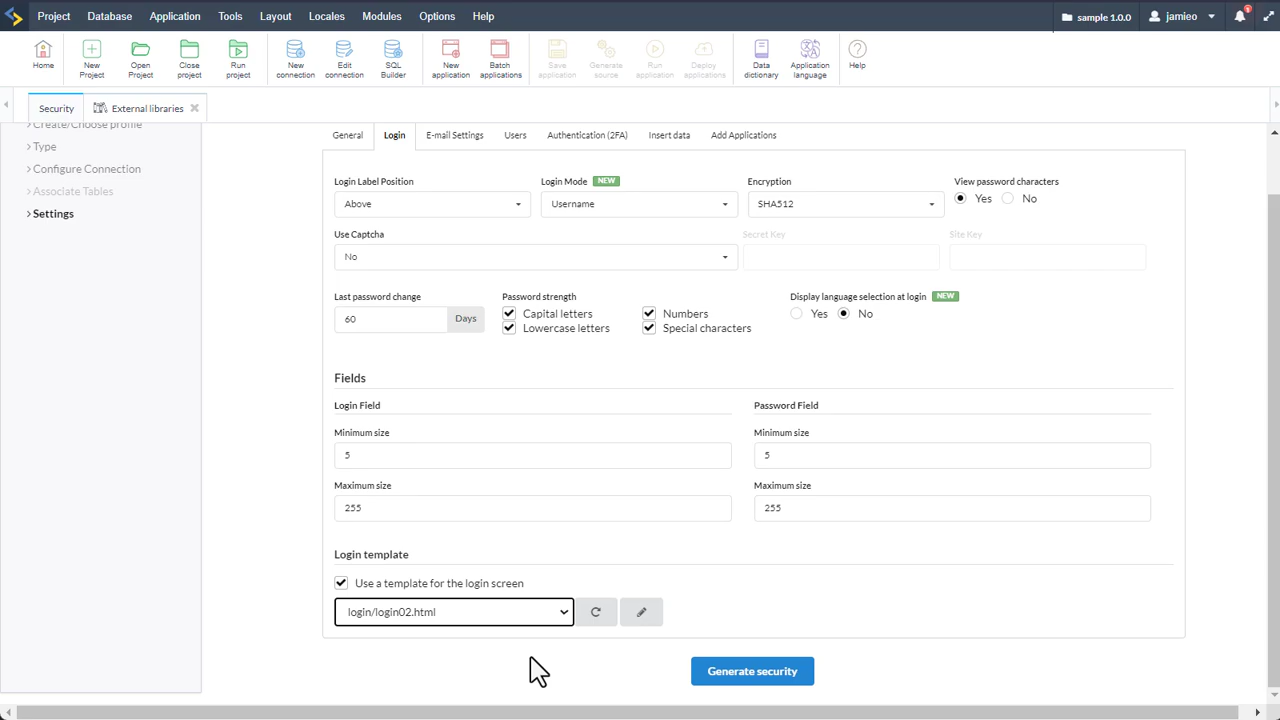 Project Database Application Tools Layout Locales Modules Options Help sample 1.0.0 jamieo 1
Home New Project Open Project Close project Run project New connection Edit connection SQL Builder New application Batch applications Save application Generate source Run application Deploy applications Data dictionary Application language Help
Security External libraries
Create/Choose profile
Type
Configure Connection
Associate Tables
Settings
General Login E-mail Settings Users Authentication (2FA) Insert data Add Applications
Login Label Position Login Mode NEW Encryption View password characters
Above Username SHA512 Yes No
Use Captcha Secret Key Site Key
No
Last password change Password strength Display language selection at login NEW
60 Days Capital letters Numbers Yes No
Lowercase letters Special characters
Fields
Login Field Password Field
Minimum size Minimum size
5 5
Maximum size Maximum size
255 255
Login template
Use a template for the login screen
login/login02.html
Generate security